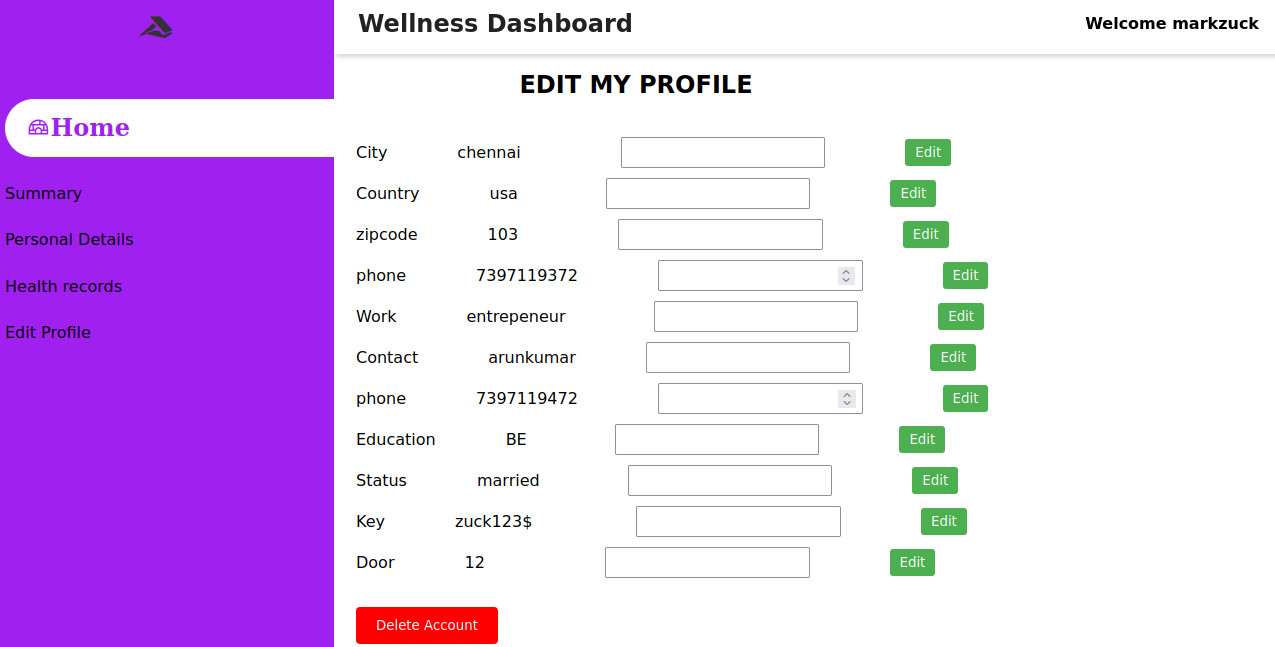 Wellness Dashboard Welcome markzuck
EDIT MY PROFILE
Home
Summary
Personal Details
Health records
Edit Profile
City chennai Edit
Country usa Edit
zipcode 103 Edit
phone 7397119372 Edit
Work entrepeneur Edit
Contact arunkumar Edit
phone 7397119472 Edit
Education BE Edit
Status married Edit
Key zuck123$ Edit
Door 12 Edit
Delete Account